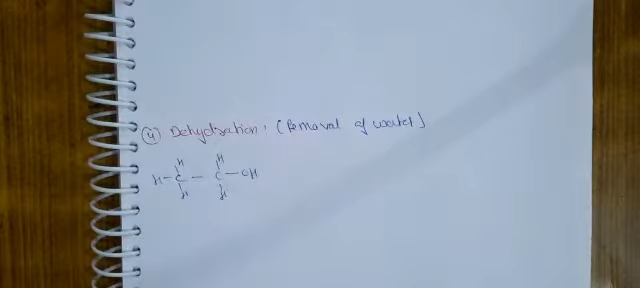 (4) Dehydration: (Removal of water)
H H
H-C-C-OH
H H